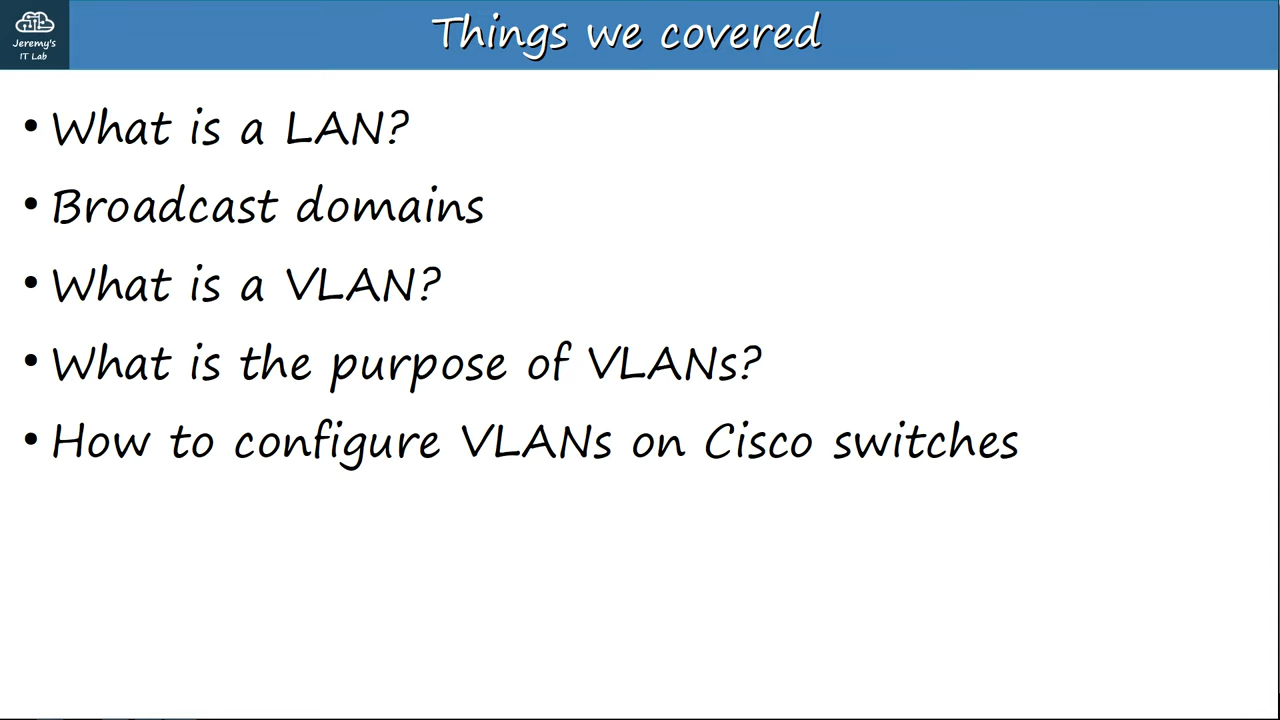 Jeremy's
IT Lab
Things we covered
• What is a LAN?
• Broadcast domains
• What is a VLAN?
• What is the purpose of VLANs?
• How to configure VLANs on Cisco switches